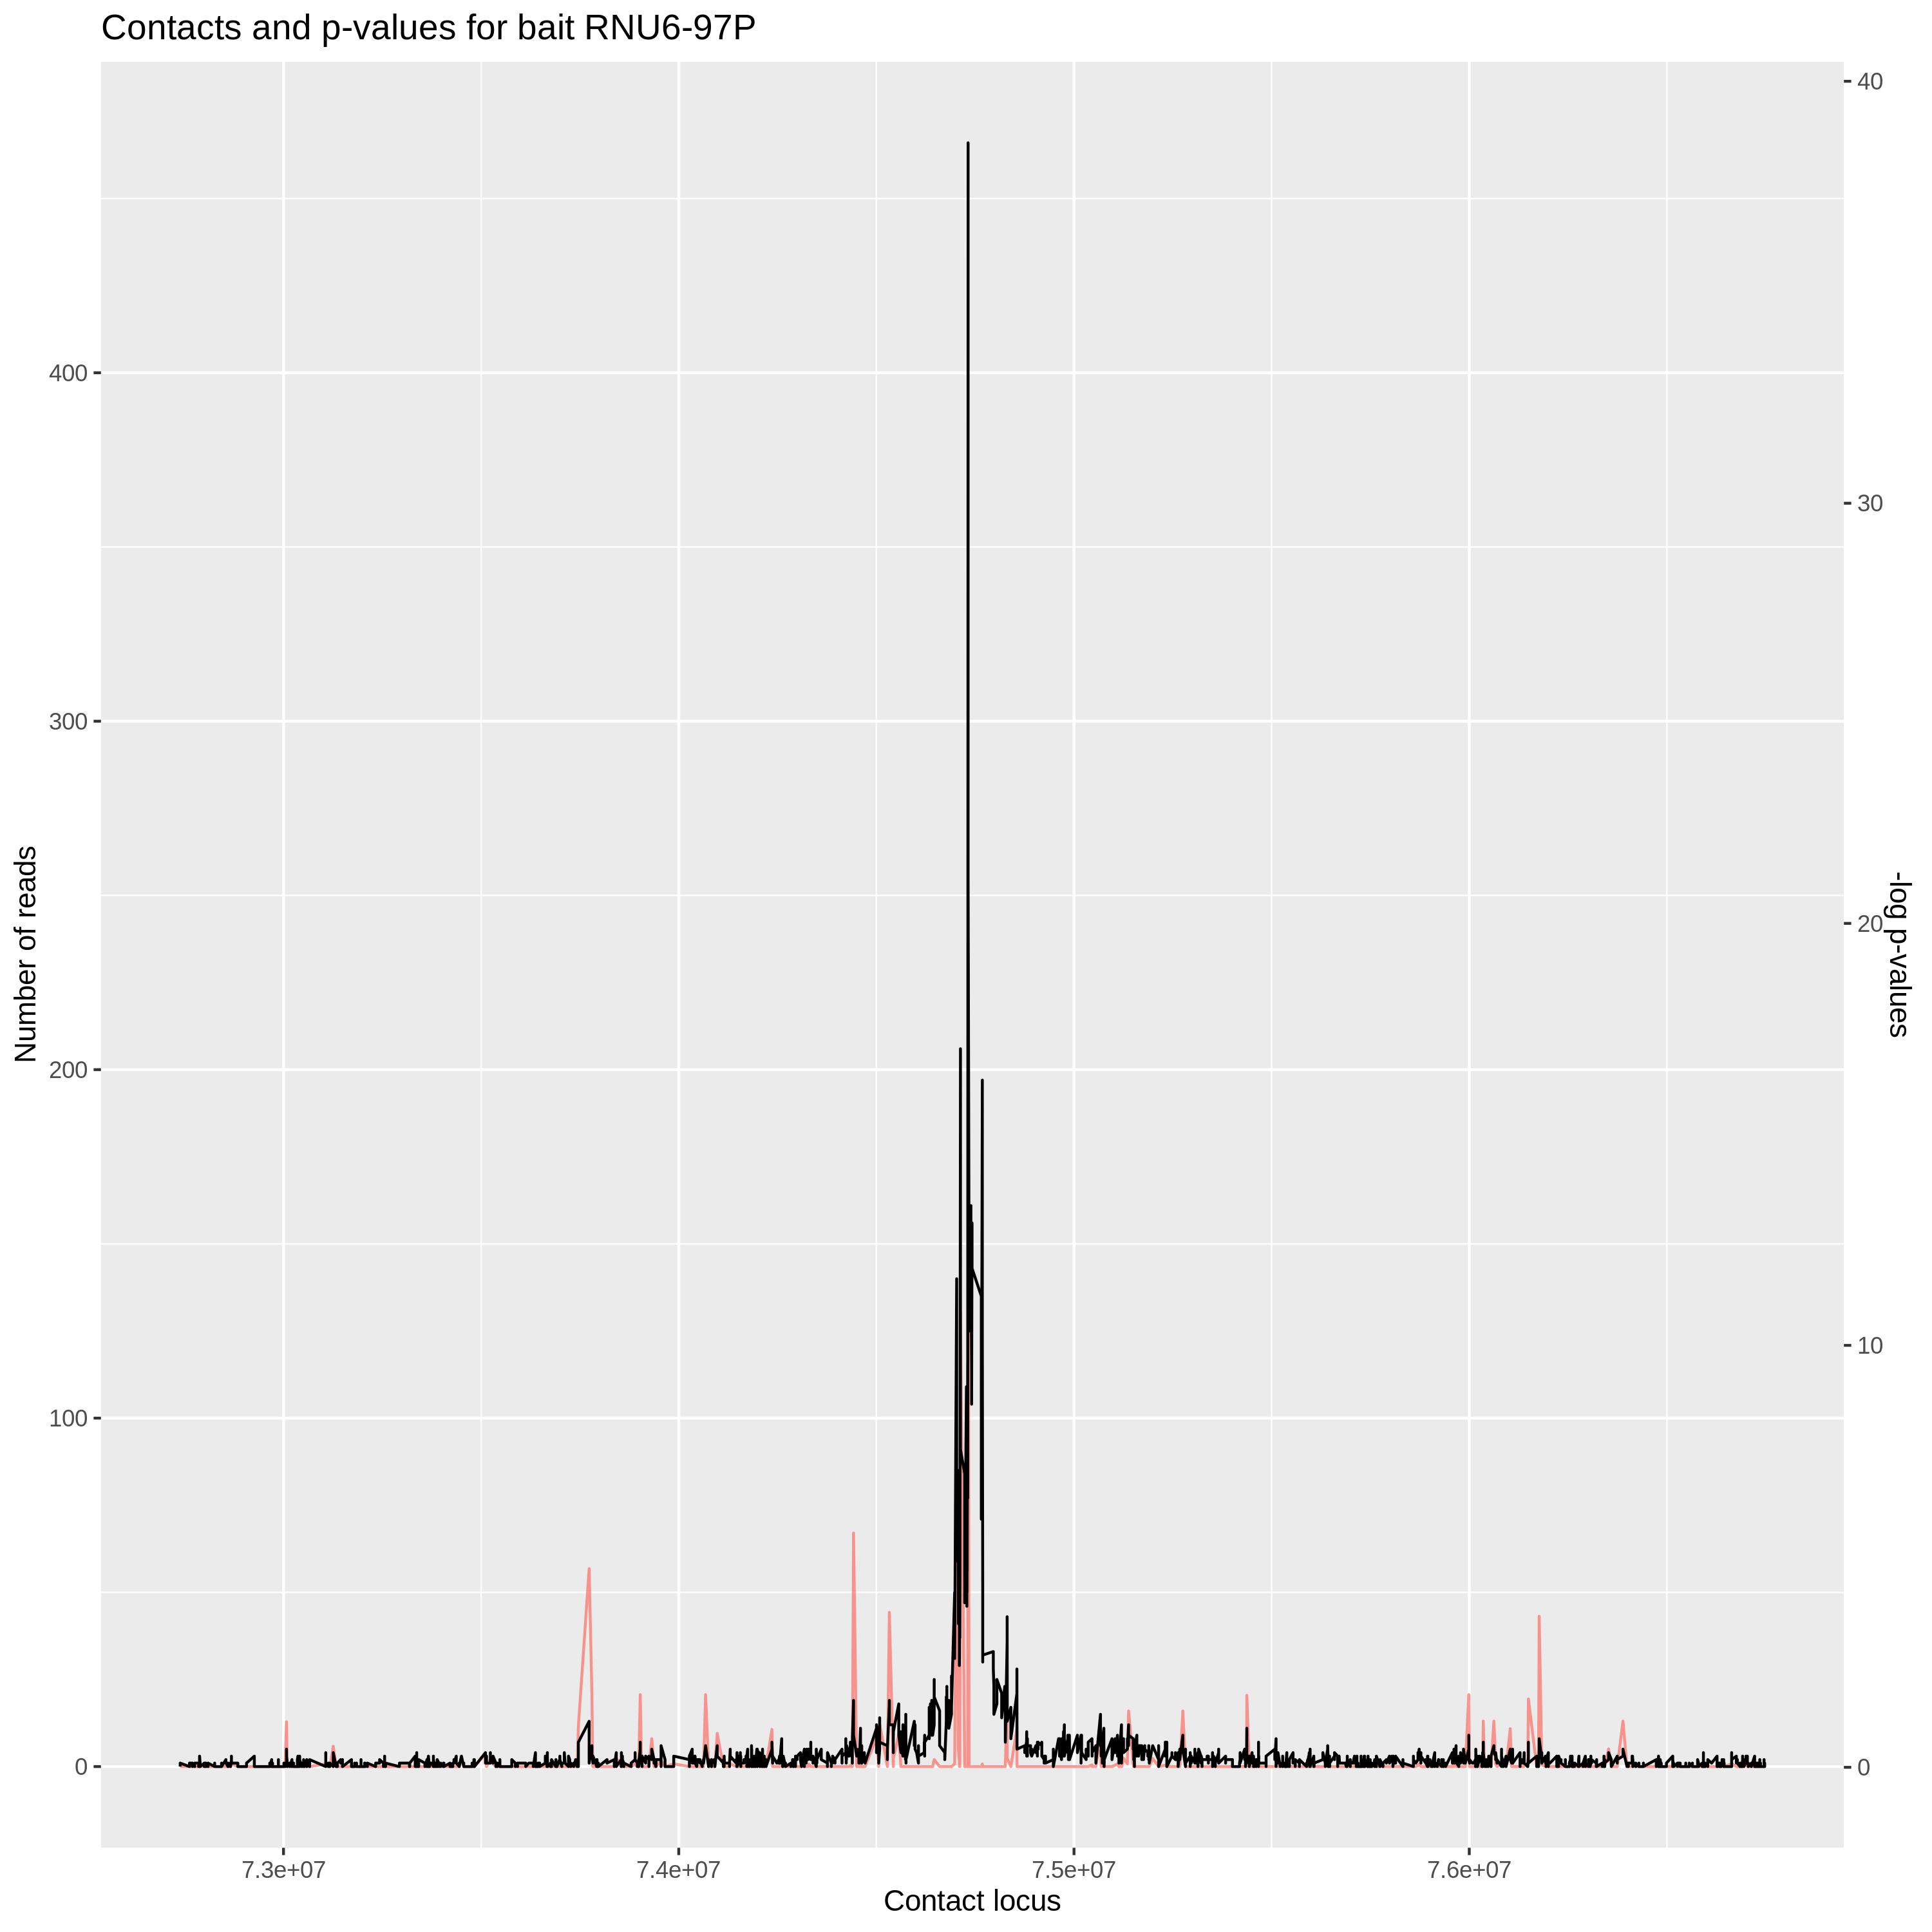 Contacts and p-values for bait RNU6-97P
40
400
30
300
Number of reads
-log p-values
20
200
10
100
0
0
7.3e+07
7.4e+07
7.5e+07
7.6e+07
Contact locus